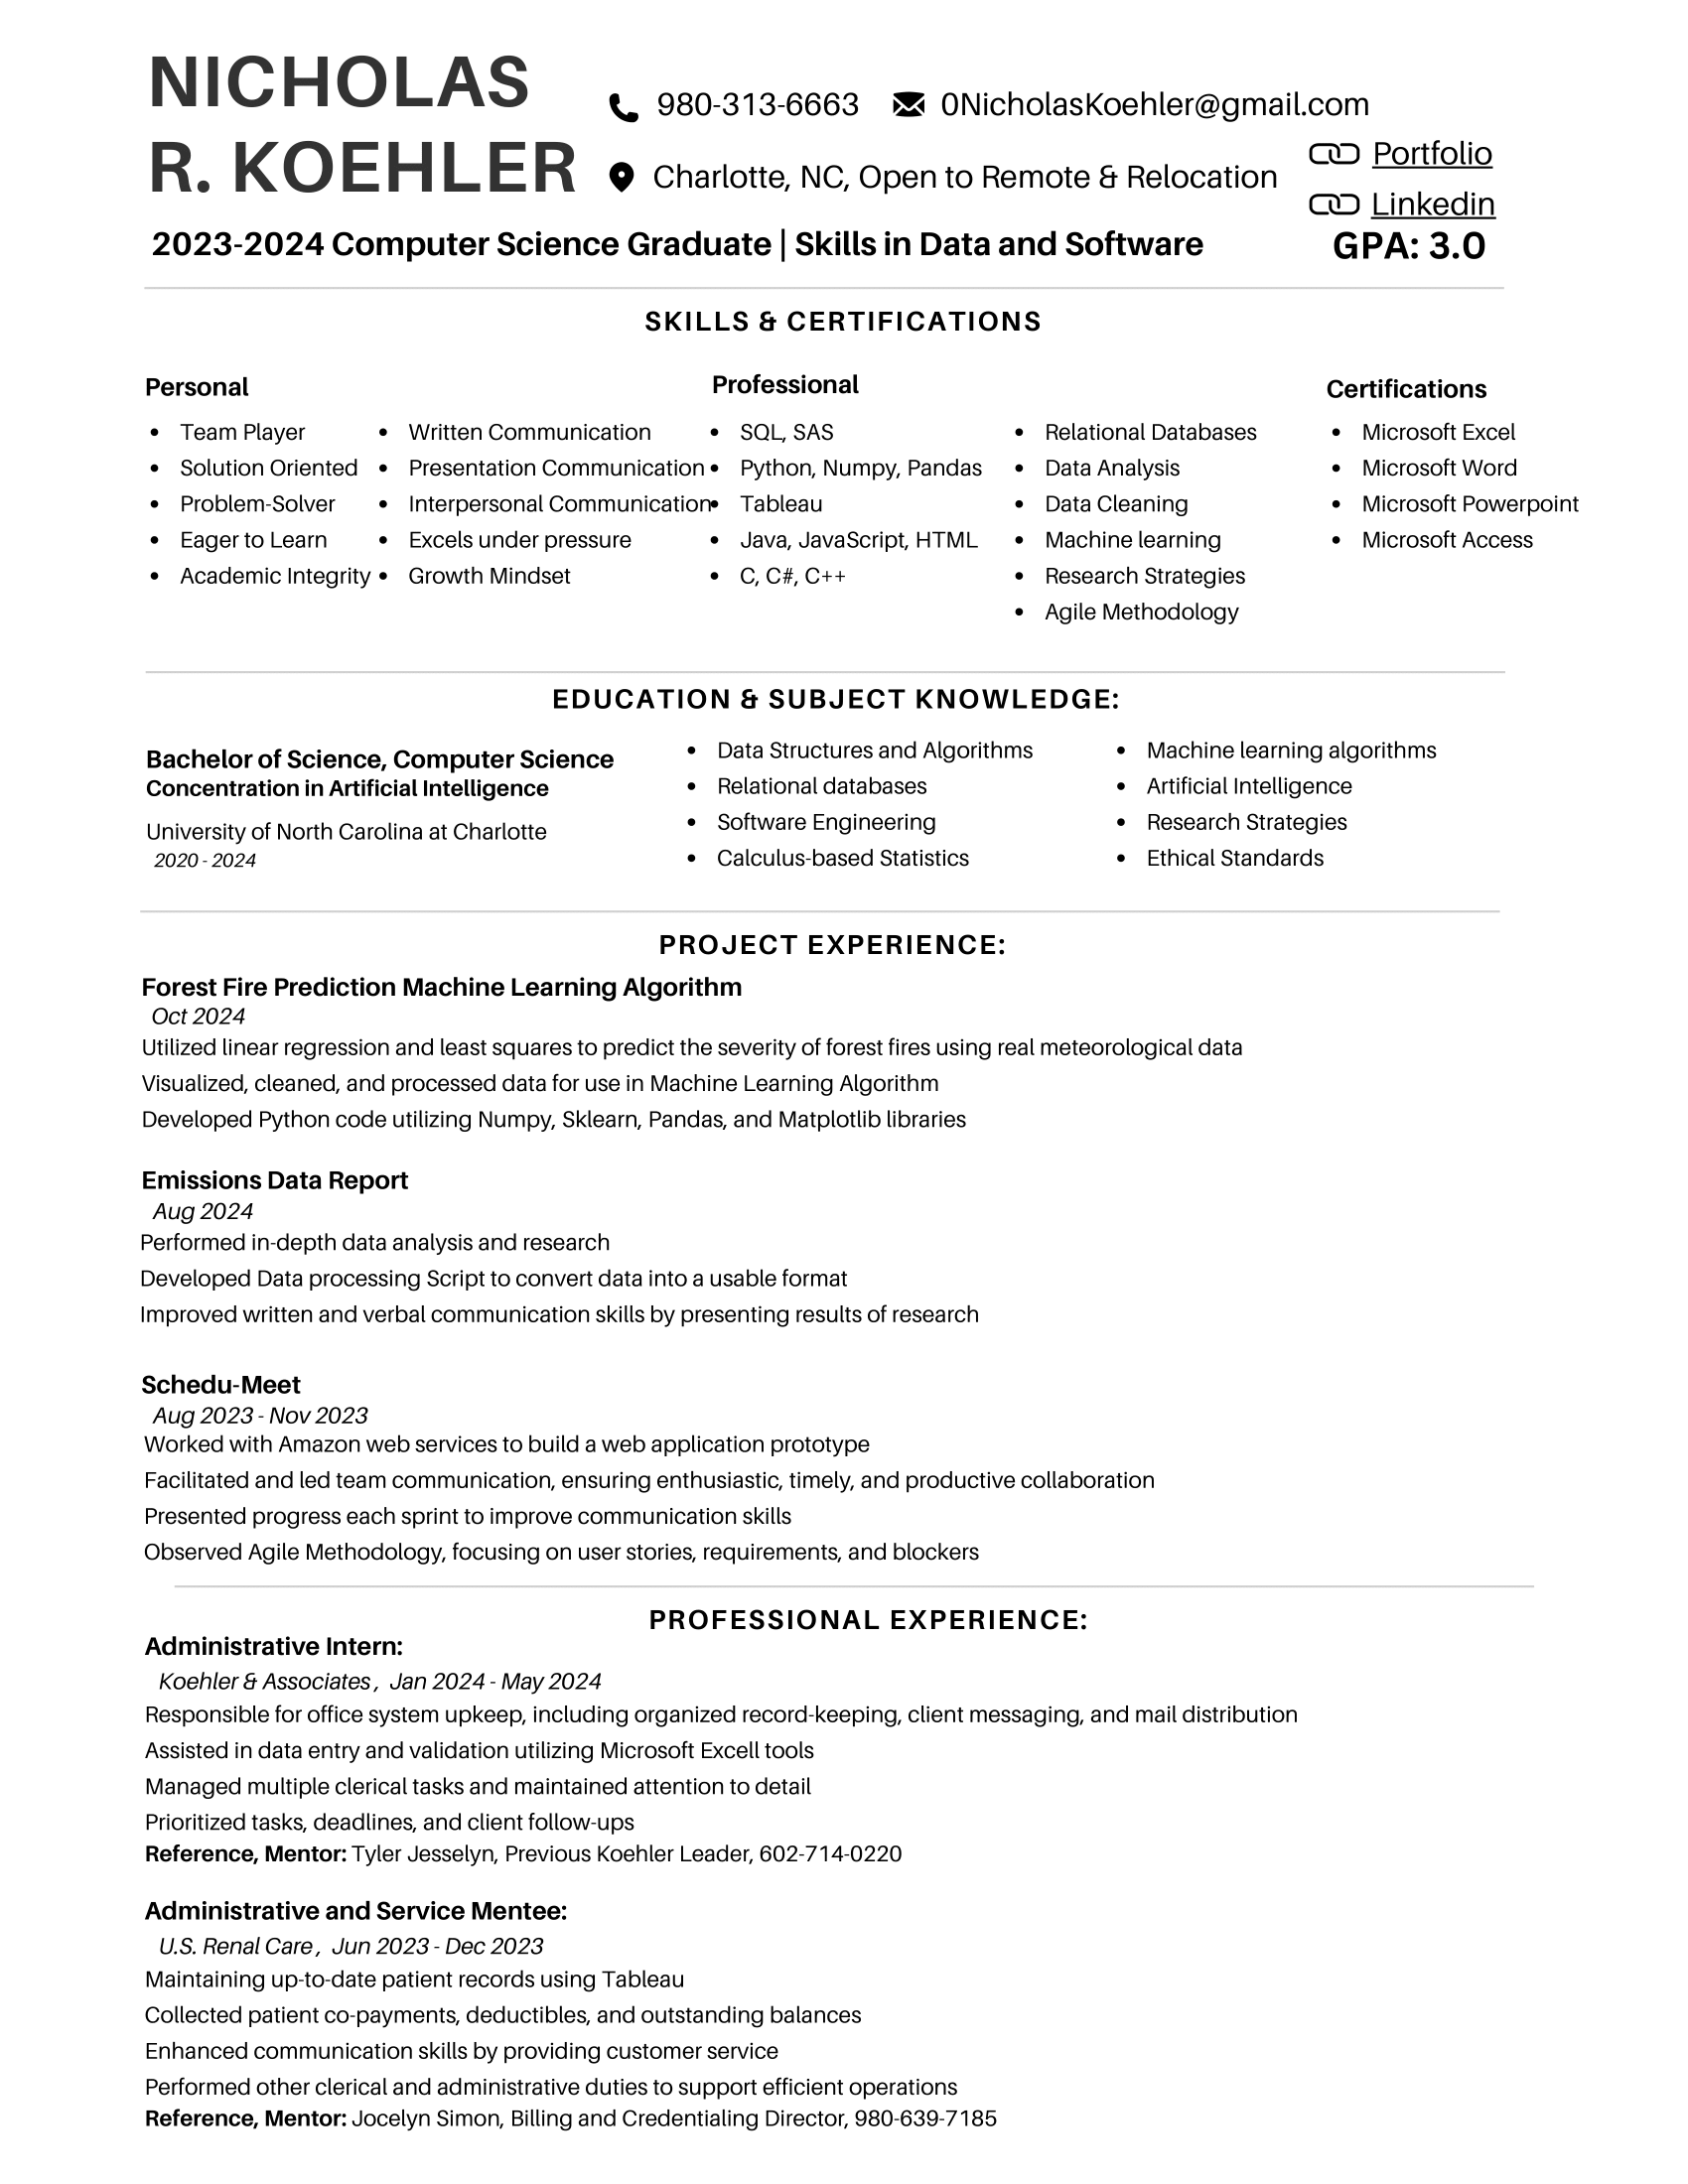 NICHOLAS
R. KOEHLER
980-313-6663 0NicholasKoehler@gmail.com
Charlotte, NC, Open to Remote & Relocation
Portfolio
Linkedin
2023-2024 Computer Science Graduate | Skills in Data and Software
GPA: 3.0
SKILLS & CERTIFICATIONS
Personal
• Team Player
• Solution Oriented
• Problem-Solver
• Eager to Learn
• Academic Integrity
• Written Communication
• Presentation Communication
• Interpersonal Communication
• Excels under pressure
• Growth Mindset
Professional
• SQL, SAS
• Python, Numpy, Pandas
• Tableau
• Java, JavaScript, HTML
• C, C#, C++
• Relational Databases
• Data Analysis
• Data Cleaning
• Machine learning
• Research Strategies
• Agile Methodology
Certifications
• Microsoft Excel
• Microsoft Word
• Microsoft Powerpoint
• Microsoft Access
EDUCATION & SUBJECT KNOWLEDGE:
Bachelor of Science, Computer Science
Concentration in Artificial Intelligence
University of North Carolina at Charlotte
2020 - 2024
• Data Structures and Algorithms
• Relational databases
• Software Engineering
• Calculus-based Statistics
• Machine learning algorithms
• Artificial Intelligence
• Research Strategies
• Ethical Standards
PROJECT EXPERIENCE:
Forest Fire Prediction Machine Learning Algorithm
Oct 2024
Utilized linear regression and least squares to predict the severity of forest fires using real meteorological data
Visualized, cleaned, and processed data for use in Machine Learning Algorithm
Developed Python code utilizing Numpy, Sklearn, Pandas, and Matplotlib libraries
Emissions Data Report
Aug 2024
Performed in-depth data analysis and research
Developed Data processing Script to convert data into a usable format
Improved written and verbal communication skills by presenting results of research
Schedu-Meet
Aug 2023 - Nov 2023
Worked with Amazon web services to build a web application prototype
Facilitated and led team communication, ensuring enthusiastic, timely, and productive collaboration
Presented progress each sprint to improve communication skills
Observed Agile Methodology, focusing on user stories, requirements, and blockers
PROFESSIONAL EXPERIENCE:
Administrative Intern:
Koehler & Associates, Jan 2024 - May 2024
Responsible for office system upkeep, including organized record-keeping, client messaging, and mail distribution
Assisted in data entry and validation utilizing Microsoft Excell tools
Managed multiple clerical tasks and maintained attention to detail
Prioritized tasks, deadlines, and client follow-ups
Reference, Mentor: Tyler Jesselyn, Previous Koehler Leader, 602-714-0220
Administrative and Service Mentee:
U.S. Renal Care, Jun 2023 - Dec 2023
Maintaining up-to-date patient records using Tableau
Collected patient co-payments, deductibles, and outstanding balances
Enhanced communication skills by providing customer service
Performed other clerical and administrative duties to support efficient operations
Reference, Mentor: Jocelyn Simon, Billing and Credentialing Director, 980-639-7185